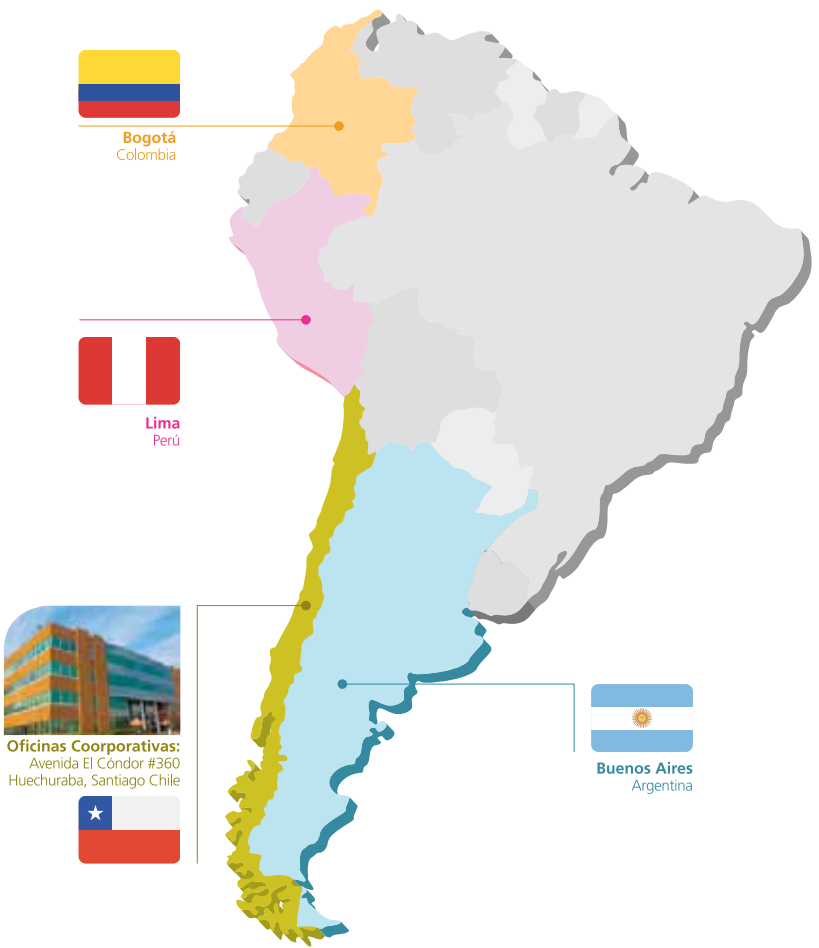 Bogotá
Colombia
Lima
Perú
Oficinas Coorporativas:
Avenida El Cóndor #360
Huechuraba, Santiago Chile
Buenos Aires
Argentina